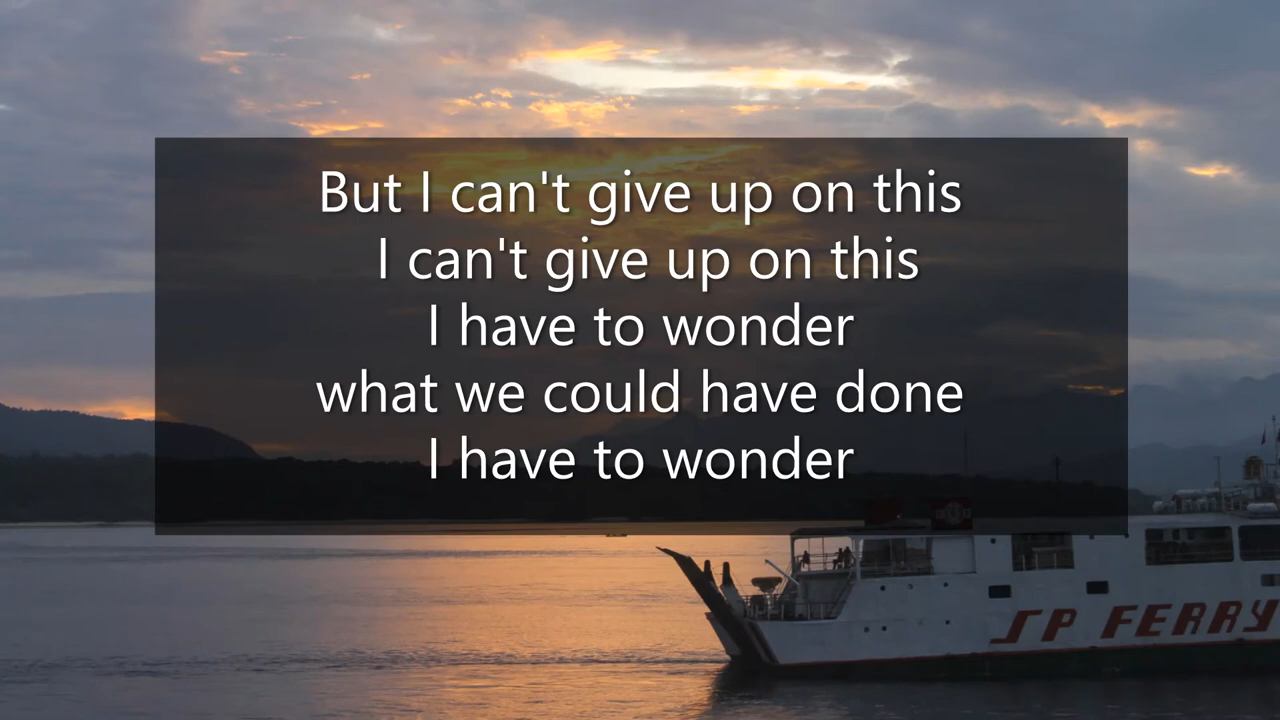 But I can't give up on this
I can't give up on this
I have to wonder
what we could have done
I have to wonder
SP FERRY